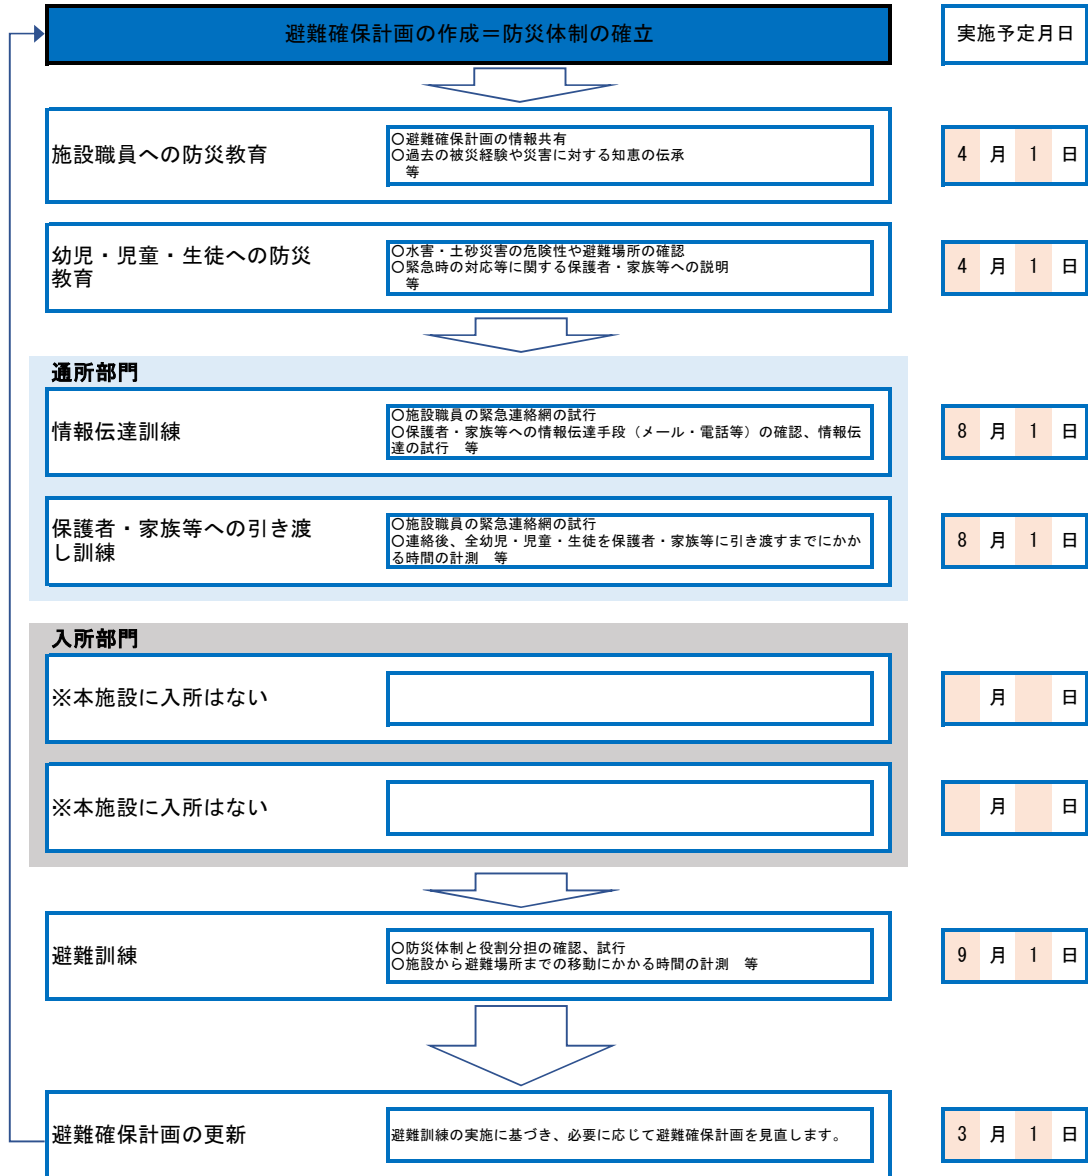 避難確保計画の作成＝防災体制の確立
実施予定月日
施設職員への防災教育
〇避難確保計画の情報共有
〇過去の被災経験や災害に対する知恵の伝承
等
4 月 1 日
幼児・児童・生徒への防災
教育
〇水害・土砂災害の危険性や避難場所の確認
〇緊急時の対応等に関する保護者・家族等への説明
等
4 月 1 日
通所部門
情報伝達訓練
〇施設職員の緊急連絡網の試行
〇保護者・家族等への情報伝達手段（メール・電話等）の確認、情報伝
達の試行　等
8 月 1 日
保護者・家族等への引き渡
し訓練
〇施設職員の緊急連絡網の試行
〇連絡後、全幼児・児童・生徒を保護者・家族等に引き渡すまでにかか
る時間の計測　等
8 月 1 日
入所部門
※本施設に入所はない
月 日
※本施設に入所はない
月 日
避難訓練
〇防災体制と役割分担の確認、試行
〇施設から避難場所までの移動にかかる時間の計測　等
9 月 1 日
避難確保計画の更新
避難訓練の実施に基づき、必要に応じて避難確保計画を見直します。
3 月 1 日